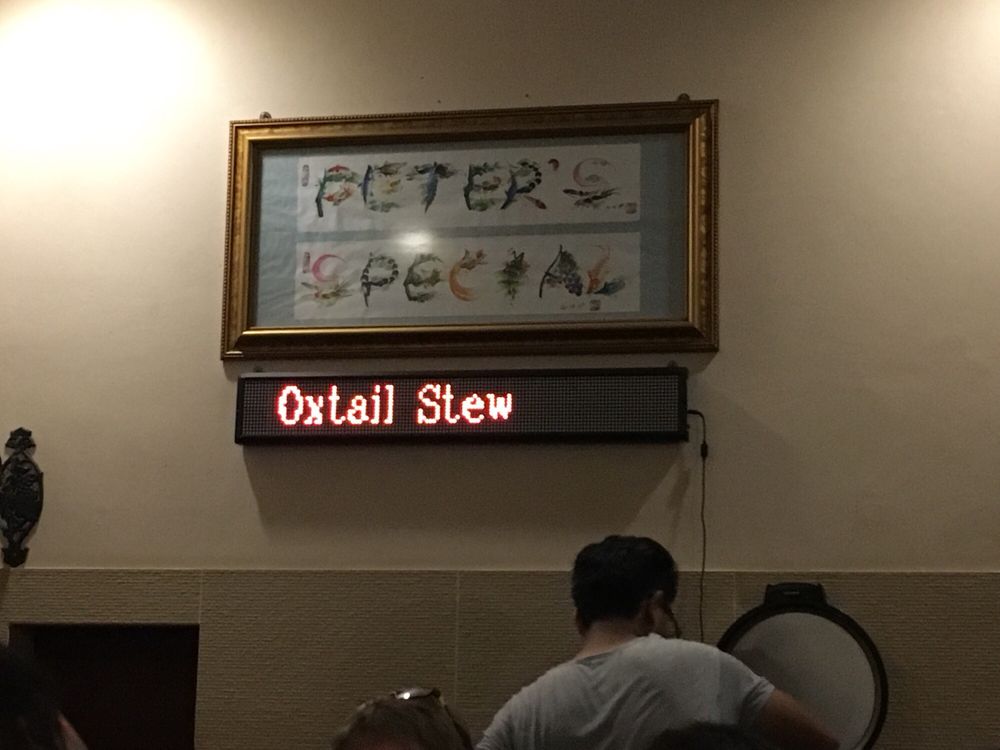 PETER'S
SPECIAL
Oxtail Stew